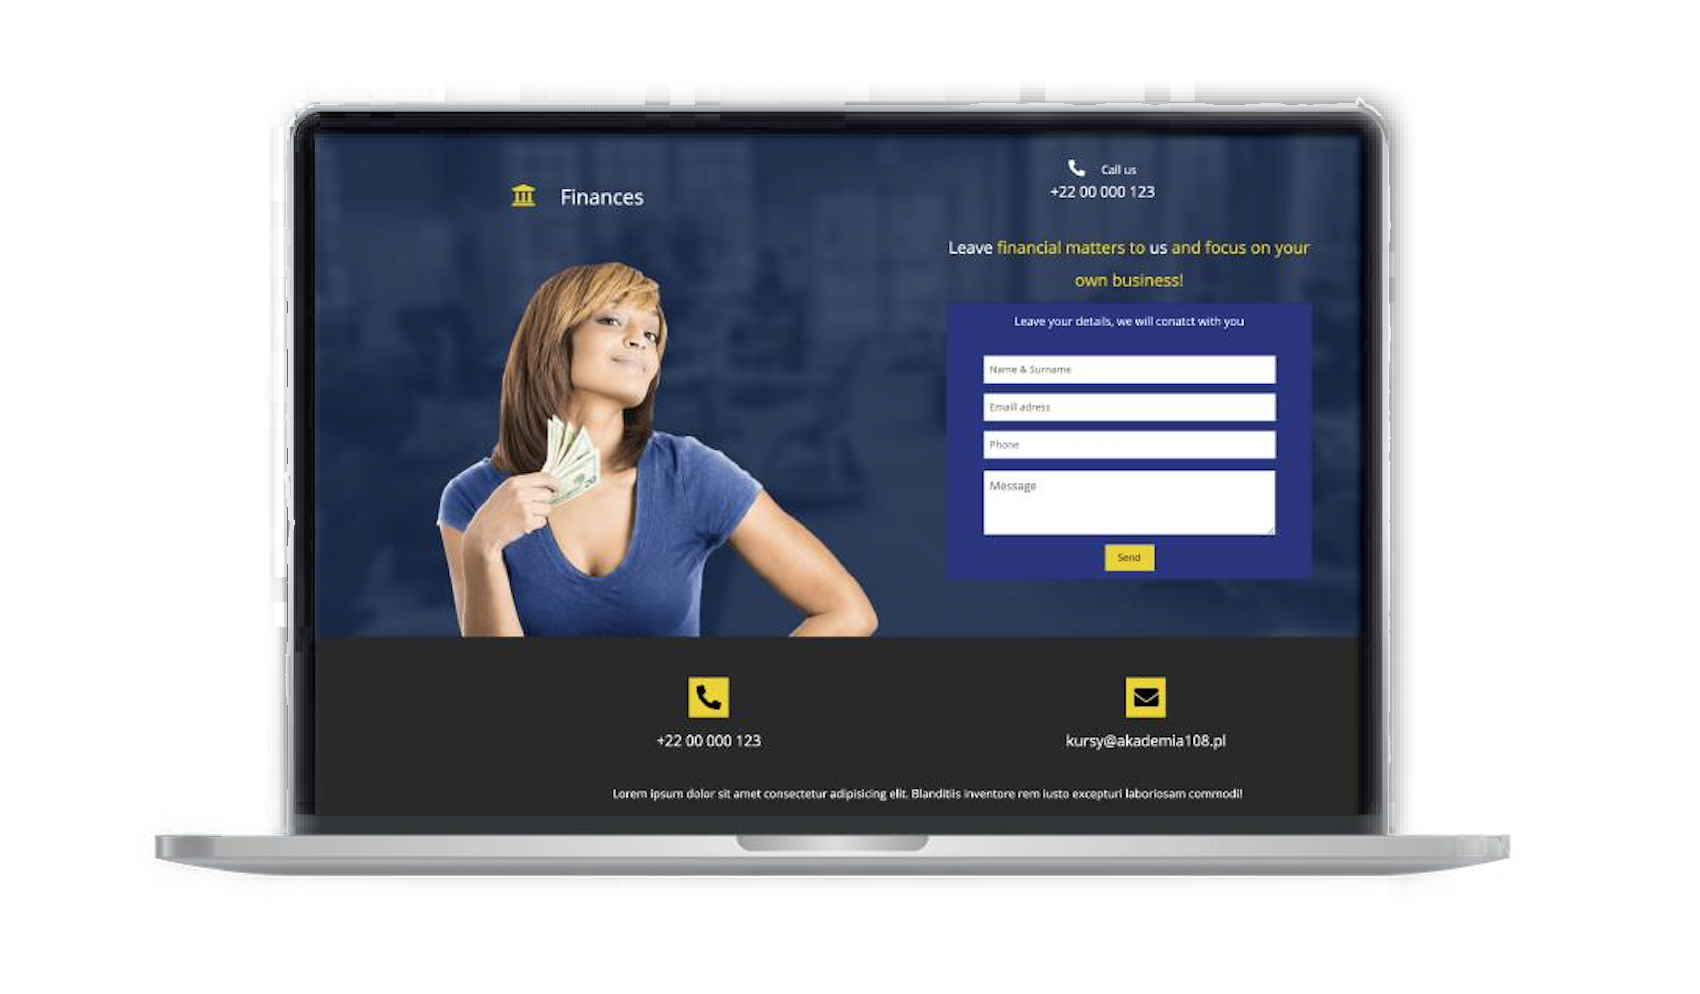 Finances
Call us
+22 00 000 123
Leave financial matters to us and focus on your
own business!
Leave your details, we will conatct with you
Name & Surname
Emaill adress
Phone
Message
Send
+22 00 000 123
kursy@akademia108.pl
Lorem ipsum dolor sit amet consectetur adipisicing elit. Blanditiis inventore rem iusto excepturi laboriosam commodi!